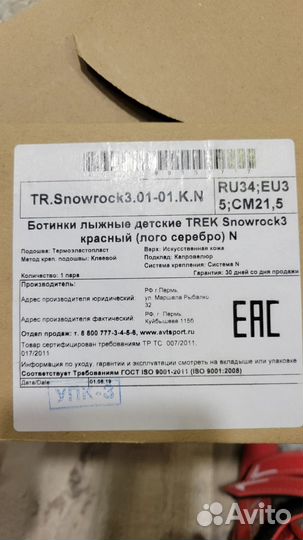 TR.Snowrock3.01-01.K.N
RU34;EU3
5;CM21,5
Ботинки лыжные детские TREK Snowrock3
красный (лого серебро) N
Подошва: Термоэластопласт
Верх: Искусственная кожа
Метод креп. подошвы: Клеевой
Подклад: Капровелюр
Система крепления: Система N
Количество: 1 пара
Гарантия: 30 дней со дня продажи
Производитель:
РФ г.Пермь,
Адрес производителя юридический
ул. Маршала Рыбалко
32
Адрес производителя фактический
РФ, г. Пермь
Куйбышева 115б
Отдел продаж: т. 8 800 777-3-4-5-6, www.avtsport.ru
Товар сертифицирован требованиям ТР ТС 007/2011,
017/2011
EAC
Информация по уходу, гарантии и эксплуатации смотреть на вкладыше или упаковке
Соответствует Требованиям ГОСТ ISO 9001-2011 (ISO 9001:2008)
Дата/Date:
01.08.19
УПК-3
Avito